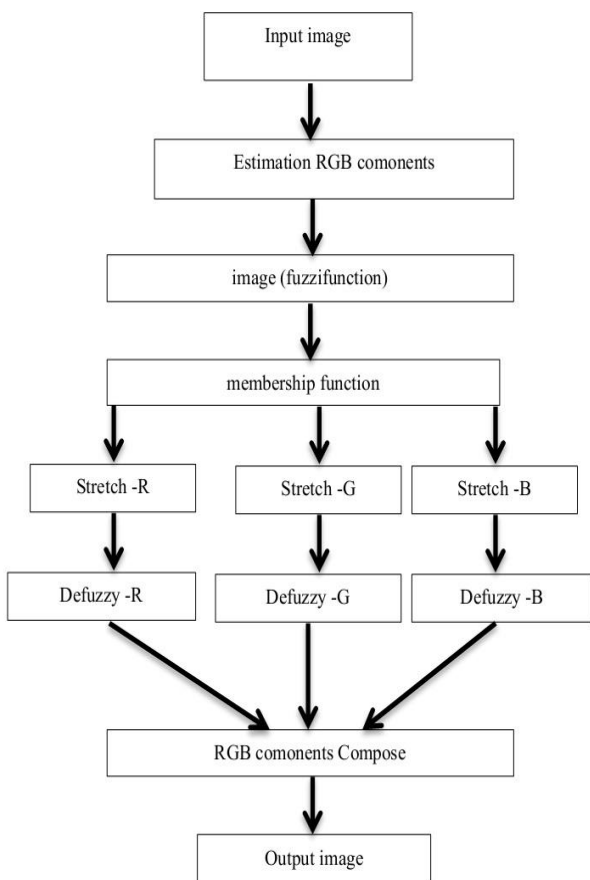 Input image
Estimation RGB comonents
image (fuzzifunction)
membership function
Stretch -R
Stretch -G
Stretch -B
Defuzzy -R
Defuzzy -G
Defuzzy -B
RGB comonents Compose
Output image